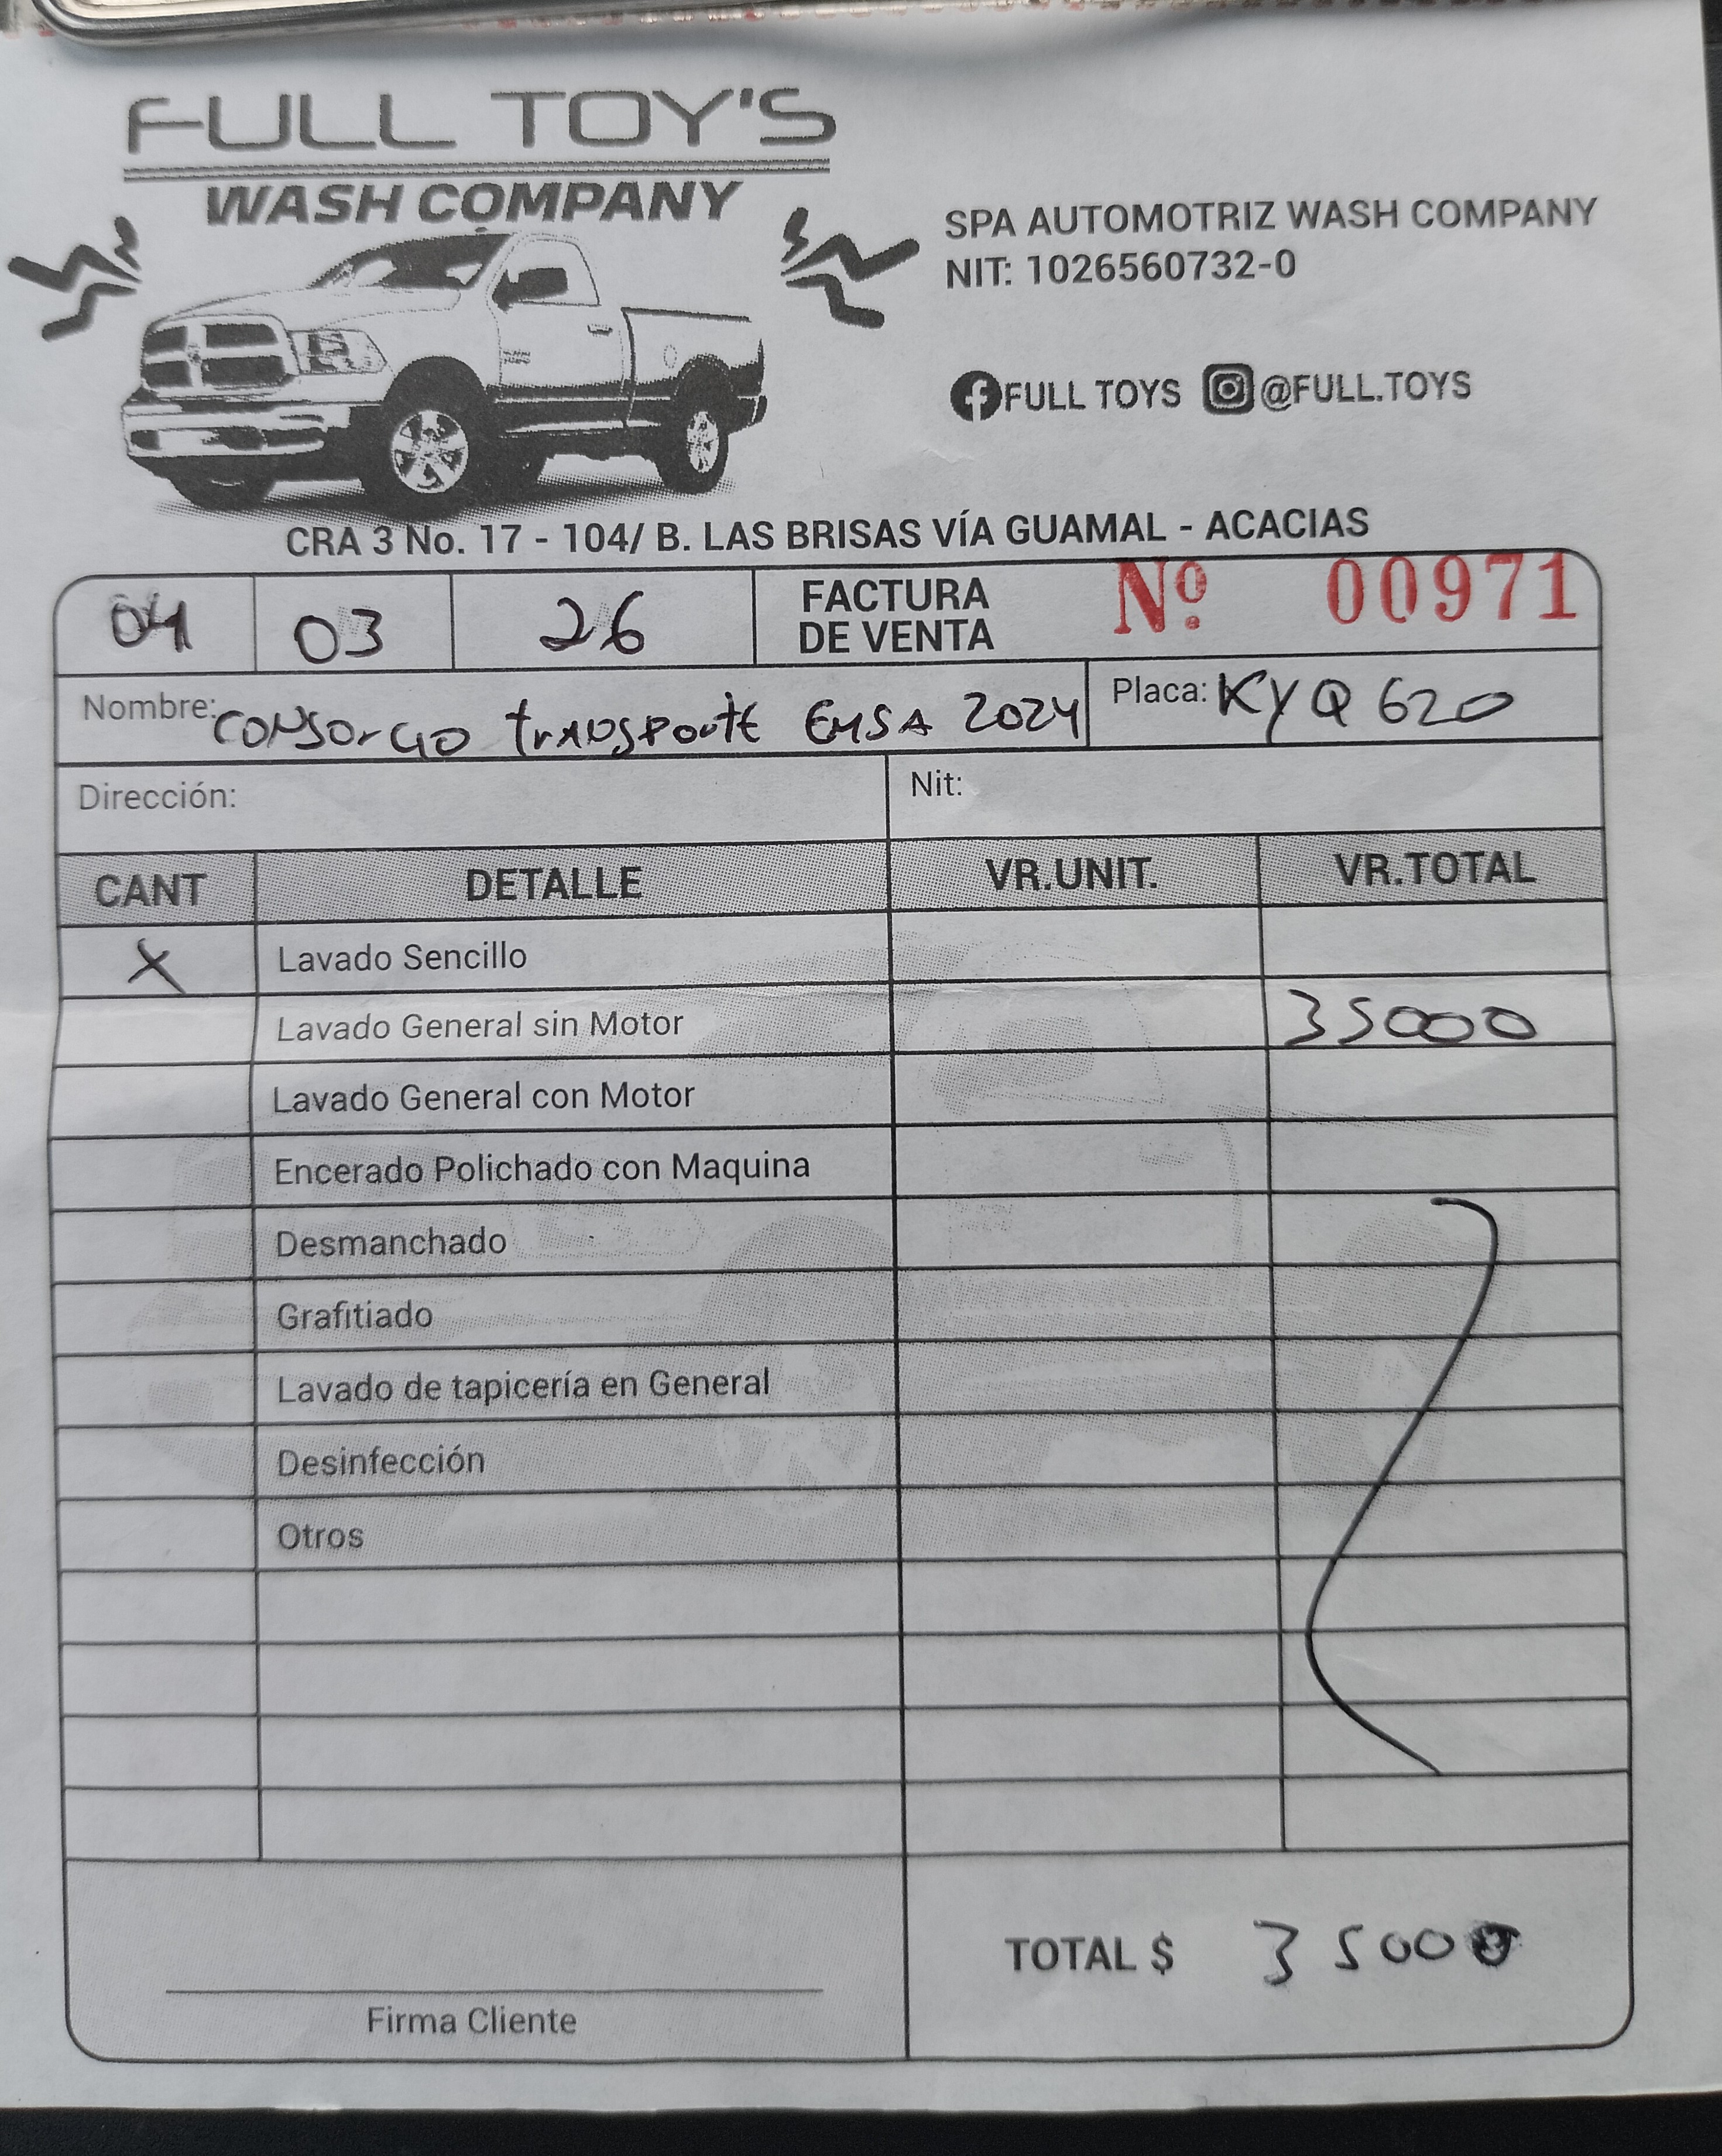 FULL TOY'S
WASH COMPANY
SPA AUTOMOTRIZ WASH COMPANY
NIT: 1026560732-0
FULL TOYS @FULL.TOYS
CRA 3 No. 17 - 104/ B. LAS BRISAS VÍA GUAMAL - ACACIAS
04 03 26 FACTURA DE VENTA Nº 00971
Nombre: CONSORCIO TRANSPORTE EMSA 2024 Placa: KYQ 620
Dirección: Nit:
CANT DETALLE VR.UNIT. VR.TOTAL
X Lavado Sencillo
Lavado General sin Motor 35000
Lavado General con Motor
Encerado Polichado con Maquina
Desmanchado
Grafitiado
Lavado de tapicería en General
Desinfección
Otros
TOTAL $ 35000
Firma Cliente